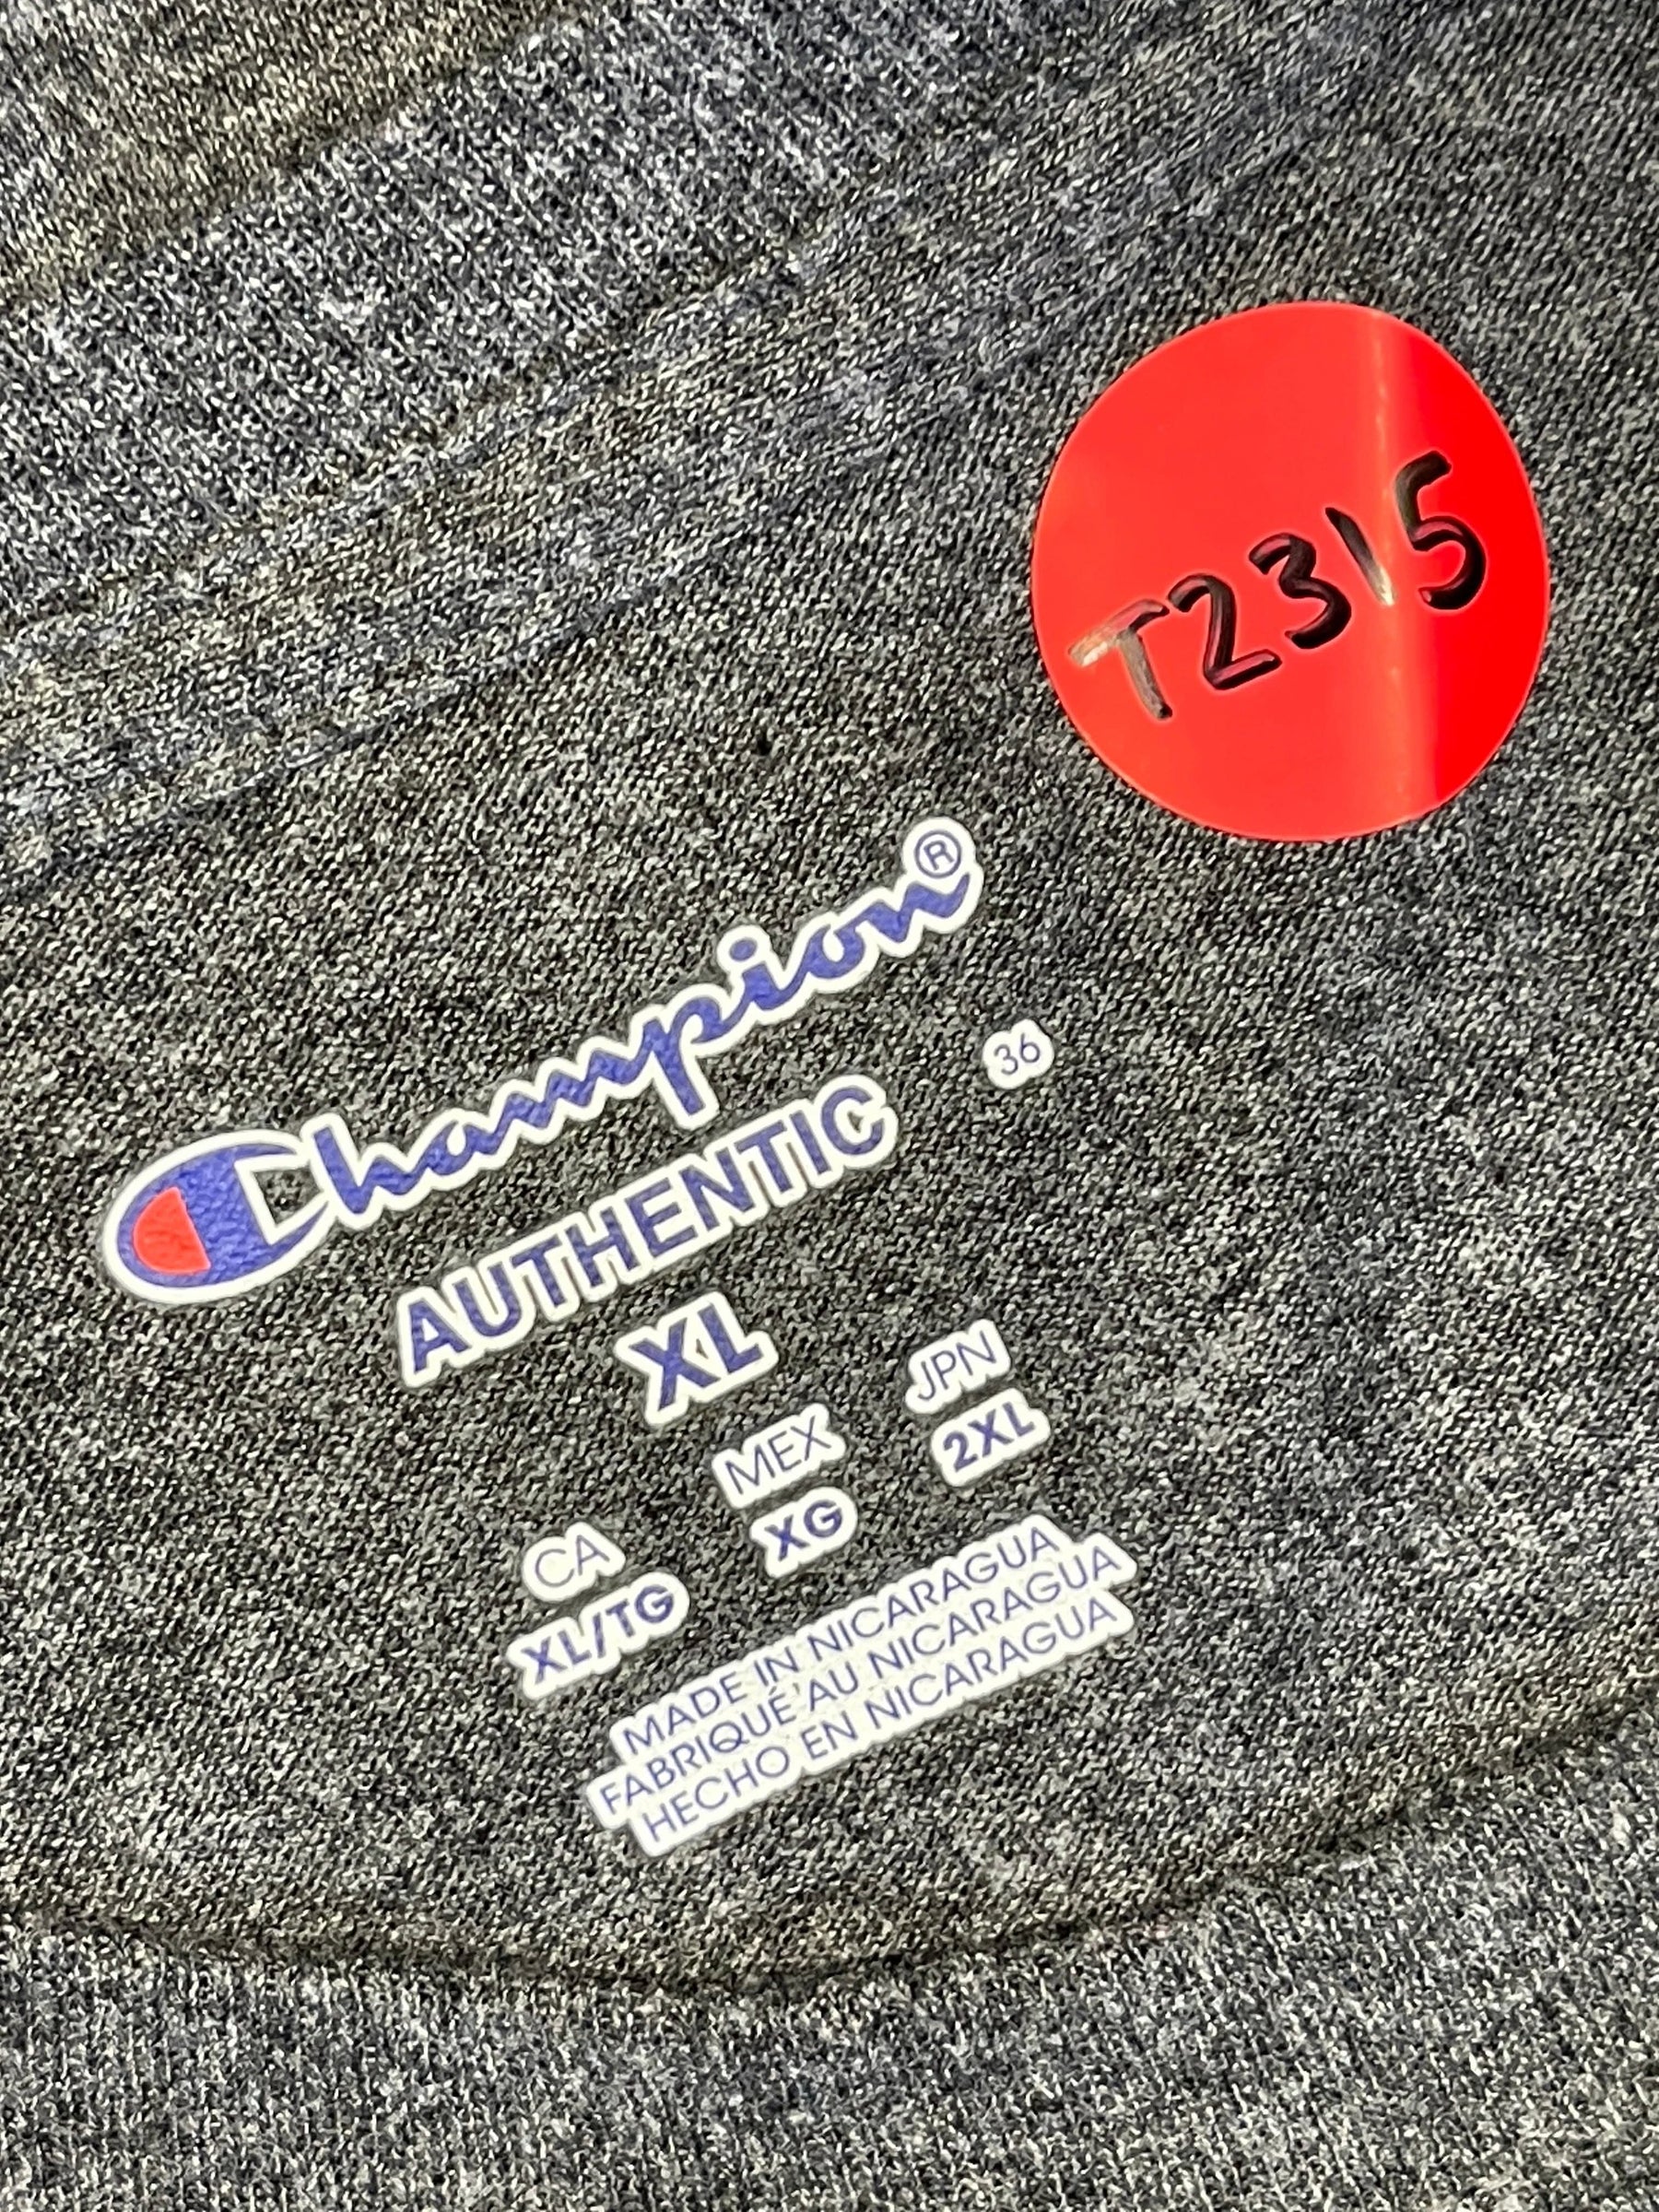 T2315
Champion®
AUTHENTIC
36
XL
CA MEX JPN
XL/TG XG 2XL
MADE IN NICARAGUA
FABRIQUÉ AU NICARAGUA
HECHO EN NICARAGUA